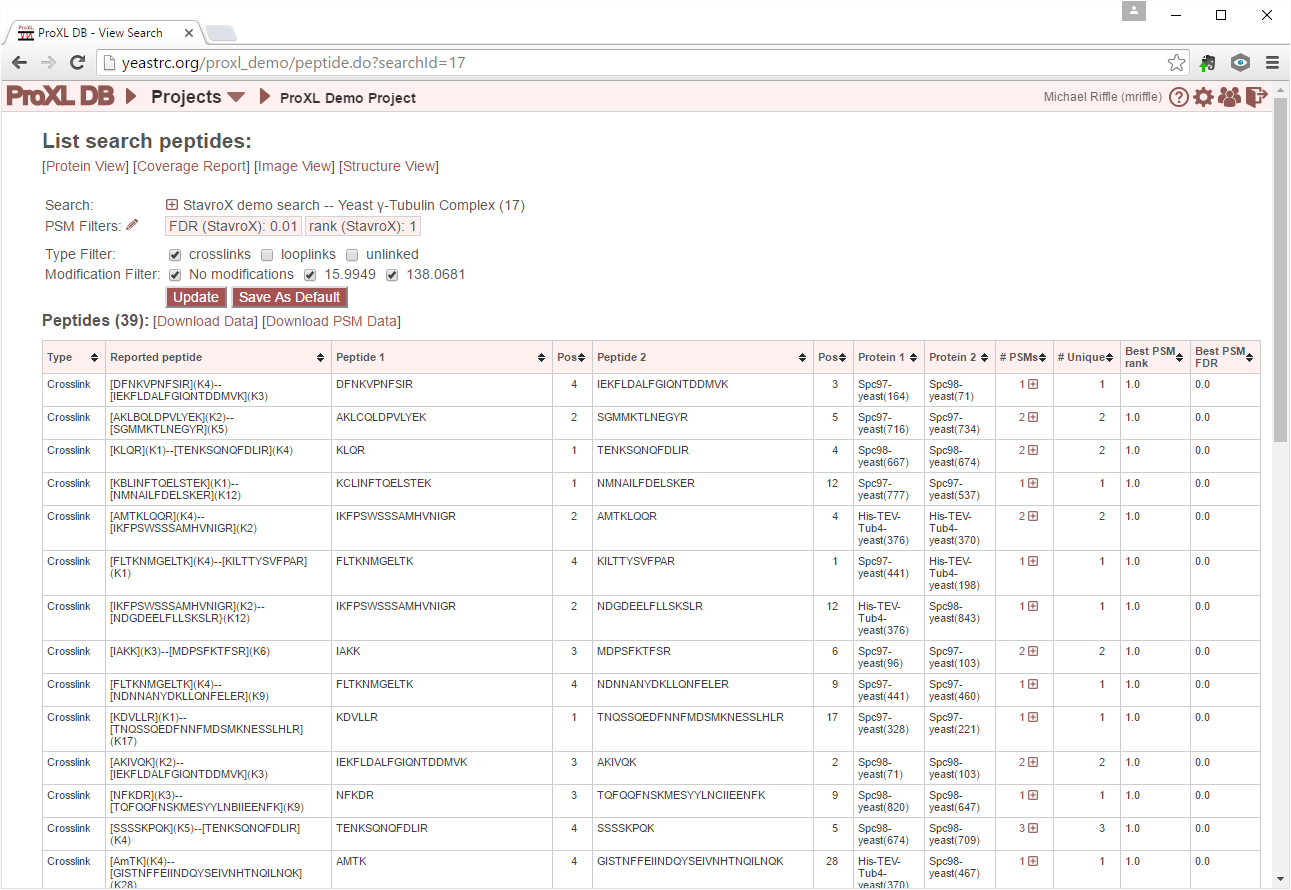 ProXL DB - View Search
yeastrc.org/proxl_demo/peptide.do?searchId=17
ProXL DB Projects ProXL Demo Project Michael Riffle (mriffle)
List search peptides:
[Protein View] [Coverage Report] [Image View] [Structure View]
Search: StavroX demo search -- Yeast γ-Tubulin Complex (17)
PSM Filters: FDR (StavroX): 0.01 rank (StavroX): 1
Type Filter: crosslinks looplinks unlinked
Modification Filter: No modifications 15.9949 138.0681
Update Save As Default
Peptides (39): [Download Data] [Download PSM Data]
Type Reported peptide Peptide 1 Pos Peptide 2 Pos Protein 1 Protein 2 # PSMs # Unique Best PSM Best PSM
rank FDR
Crosslink [DFNKVPNFSIR](K4)-- DFNKVPNFSIR 4 IEKFLDALFGIQNTDDMVK 3 Spc97- Spc98- 1 1 1.0 0.0
[IEKFLDALFGIQNTDDMVK](K3) yeast(164) yeast(71)
Crosslink [AKLBQLDPVLYEK](K2)-- AKLCQLDPVLYEK 2 SGMMKTLNEGYR 5 Spc97- Spc97- 2 2 1.0 0.0
[SGMMKTLNEGYR](K5) yeast(716) yeast(734)
Crosslink [KLQR](K1)--[TENKSQNQFDLIR](K4) KLQR 1 TENKSQNQFDLIR 4 Spc98- Spc98- 2 2 1.0 0.0
yeast(667) yeast(674)
Crosslink [KBLINFTQELSTEK](K1)-- KCLINFTQELSTEK 1 NMNAILFDELSKER 12 Spc97- Spc97- 1 1 1.0 0.0
[NMNAILFDELSKER](K12) yeast(777) yeast(537)
Crosslink [AMTKLQQR](K4)-- IKFPSWSSSAMHVNIGR 2 AMTKLQQR 4 His-TEV- His-TEV- 2 2 1.0 0.0
[IKFPSWSSSAMHVNIGR](K2) Tub4- Tub4-
yeast(376) yeast(370)
Crosslink [FLTKNMGELTK](K4)--[KILTTYSVFPAR] FLTKNMGELTK 4 KILTTYSVFPAR 1 Spc97- His-TEV- 1 1 1.0 0.0
(K1) yeast(441) Tub4-
yeast(198)
Crosslink [IKFPSWSSSAMHVNIGR](K2)-- IKFPSWSSSAMHVNIGR 2 NDGDEELFLLSKSLR 12 His-TEV- Spc98- 1 1 1.0 0.0
[NDGDEELFLLSKSLR}(K12) Tub4- yeast(843)
yeast(376)
Crosslink [IAKK](K3)--[MDPSFKTFSR](K6) IAKK 3 MDPSFKTFSR 6 Spc97- Spc97- 2 2 1.0 0.0
yeast(96) yeast(103)
Crosslink [FLTKNMGELTK](K4)-- FLTKNMGELTK 4 NDNNANYDKLLQNFELER 9 Spc97- Spc97- 1 1 1.0 0.0
[NDNNANYDKLLQNFELER](K9) yeast(441) yeast(460)
Crosslink [KDVLLR](K1)-- KDVLLR 1 TNQSSQEDFNNFMDSMKNESSLHLR 17 Spc97- Spc97- 1 1 1.0 0.0
[TNQSSQEDFNNFMDSMKNESSLHLR] yeast(328) yeast(221)
(K17)
Crosslink [AKIVQK](K2)-- IEKFLDALFGIQNTDDMVK 3 AKIVQK 2 Spc98- Spc98- 2 2 1.0 0.0
[IEKFLDALFGIQNTDDMVK](K3) yeast(71) yeast(103)
Crosslink [NFKDR](K3)-- NFKDR 3 TQFQQFNSKMESYYLNCIIEENFK 9 Spc98- Spc98- 1 1 1.0 0.0
[TQFQQFNSKMESYYLNBIIEENFK](K9) yeast(820) yeast(647)
Crosslink [SSSSKPQK](K5)--[TENKSQNQFDLIR] TENKSQNQFDLIR 4 SSSSKPQK 5 Spc98- Spc98- 3 3 1.0 0.0
(K4) yeast(674) yeast(709)
Crosslink [AmTK](K4)-- AMTK 4 GISTNFFEIINDQYSEIVNHTNQILNQK 28 His-TEV- Spc98- 1 1 1.0 0.0
[GISTNFFEIINDQYSEIVNHTNQILNQK] Tub4- yeast(467)
(K28) yeast(370)